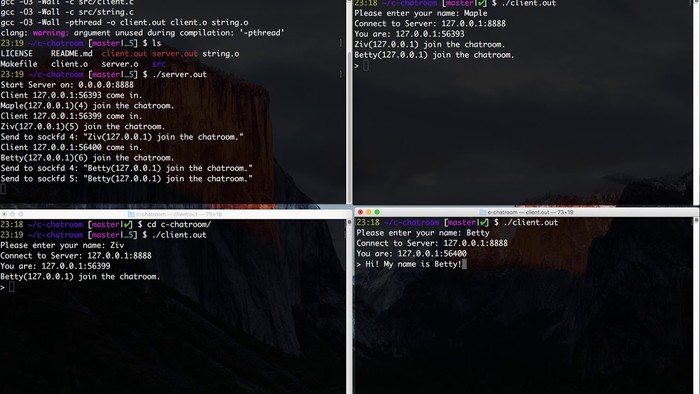 gcc -O3 -Wall -c src/client.c
gcc -O3 -Wall -c src/string.c
gcc -O3 -Wall -pthread -o client.out client.o string.o
clang: warning: argument unused during compilation: '-pthread'
23:19 ~/c-chatroom [master|…5] $ ls
LICENSE README.md client.out server.out string.o
Makefile client.o server.o src
23:19 ~/c-chatroom [master|…5] $ ./server.out
Start Server on: 0.0.0.0:8888
Client 127.0.0.1:56393 come in.
Maple(127.0.0.1)(4) join the chatroom.
Client 127.0.0.1:56399 come in.
Ziv(127.0.0.1)(5) join the chatroom.
Send to sockfd 4: "Ziv(127.0.0.1) join the chatroom."
Client 127.0.0.1:56400 come in.
Betty(127.0.0.1)(6) join the chatroom.
Send to sockfd 4: "Betty(127.0.0.1) join the chatroom."
Send to sockfd 5: "Betty(127.0.0.1) join the chatroom."
23:18 ~/c-chatroom [master|✔] $ ./client.out
Please enter your name: Maple
Connect to Server: 127.0.0.1:8888
You are: 127.0.0.1:56393
Ziv(127.0.0.1) join the chatroom.
Betty(127.0.0.1) join the chatroom.
>
c-chatroom — client.out — 75×19
23:18 ~/c-chatroom [master|✔] $ cd c-chatroom/
23:19 ~/c-chatroom [master|…5] $ ./client.out
Please enter your name: Ziv
Connect to Server: 127.0.0.1:8888
You are: 127.0.0.1:56399
Betty(127.0.0.1) join the chatroom.
>
c-chatroom — client.out — 73×19
23:18 ~/c-chatroom [master|✔] $ ./client.out
Please enter your name: Betty
Connect to Server: 127.0.0.1:8888
You are: 127.0.0.1:56400
> Hi! My name is Betty!